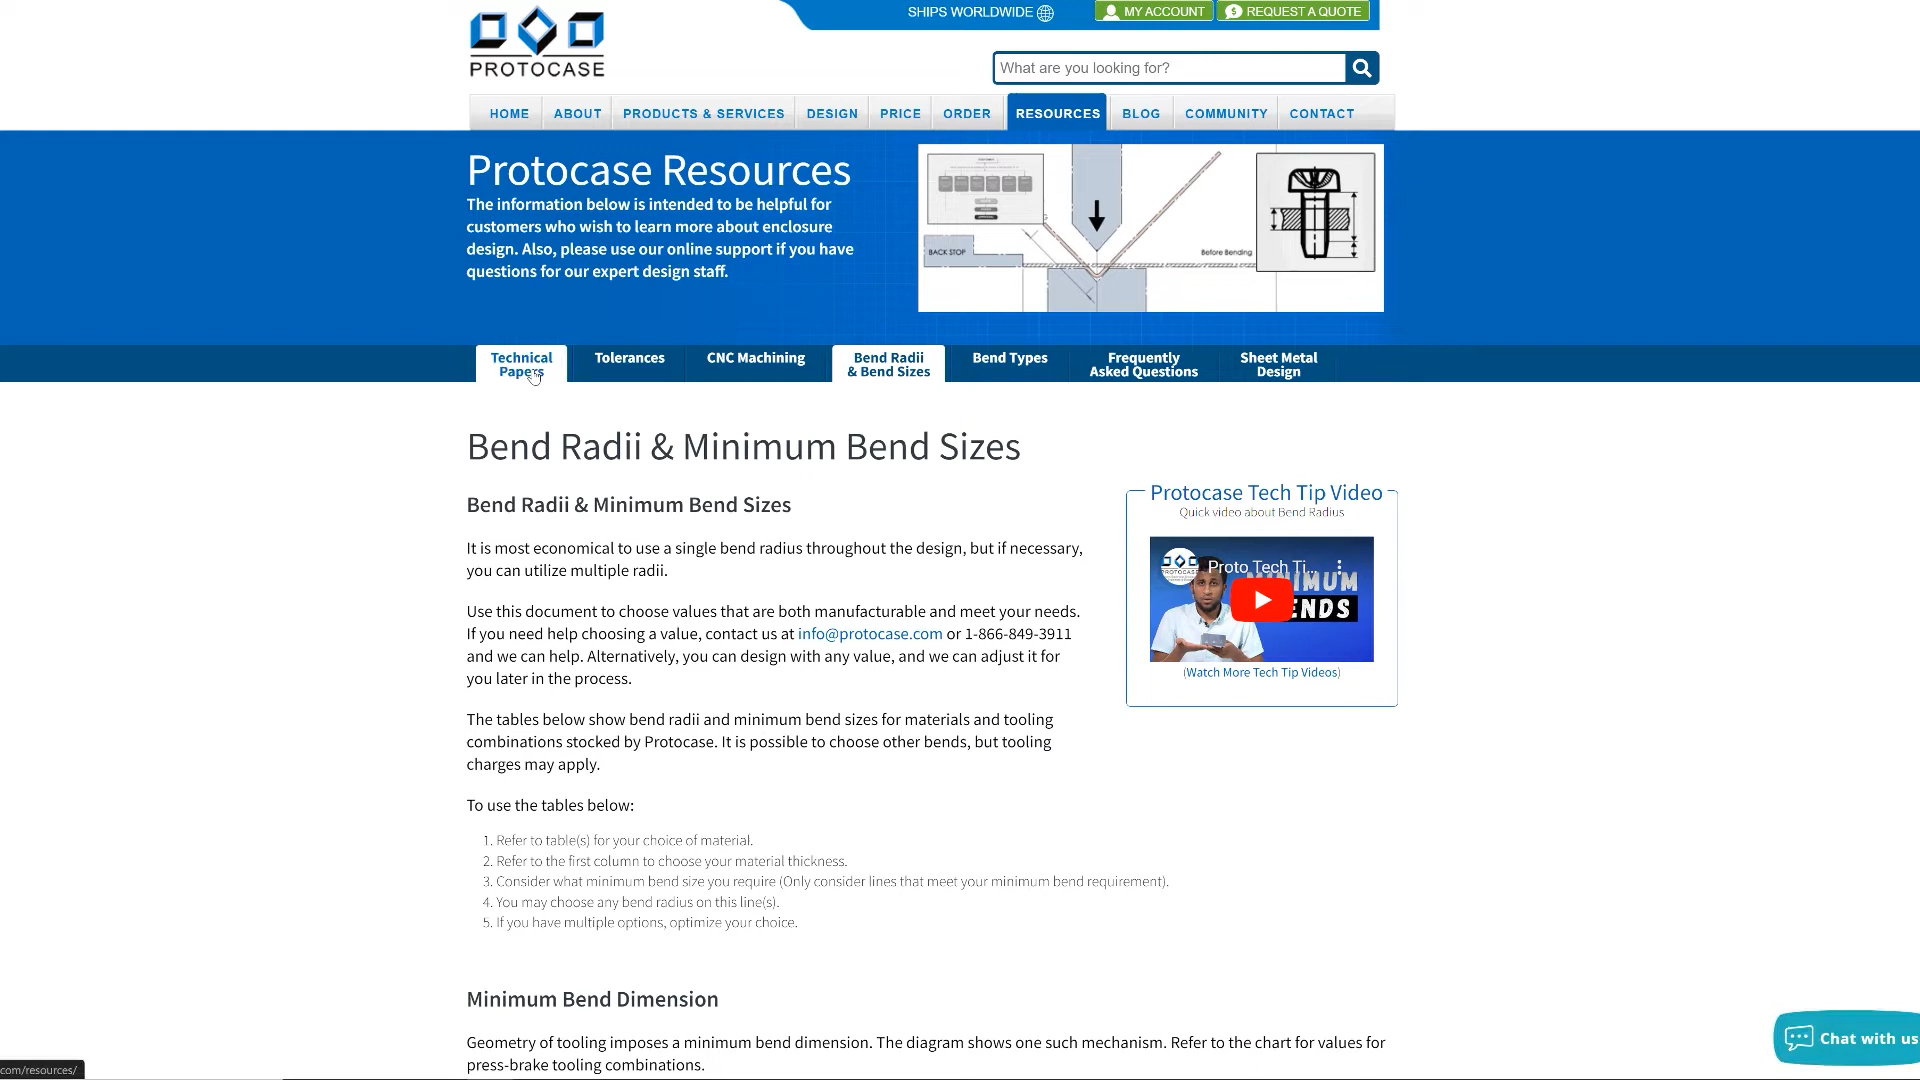 SHIPS WORLDWIDE
MY ACCOUNT
REQUEST A QUOTE
PROTOCASE
What are you looking for?
HOME
ABOUT
PRODUCTS & SERVICES
DESIGN
PRICE
ORDER
RESOURCES
BLOG
COMMUNITY
CONTACT
Protocase Resources
The information below is intended to be helpful for
customers who wish to learn more about enclosure
design. Also, please use our online support if you have
questions for our expert design staff.
BACK STOP
Before Bending
Technical
Papers
Tolerances
CNC Machining
Bend Radii
& Bend Sizes
Bend Types
Frequently
Asked Questions
Sheet Metal
Design
Bend Radii & Minimum Bend Sizes
Bend Radii & Minimum Bend Sizes
It is most economical to use a single bend radius throughout the design, but if necessary,
you can utilize multiple radii.
Use this document to choose values that are both manufacturable and meet your needs.
If you need help choosing a value, contact us at info@protocase.com or 1-866-849-3911
and we can help. Alternatively, you can design with any value, and we can adjust it for
you later in the process.
The tables below show bend radii and minimum bend sizes for materials and tooling
combinations stocked by Protocase. It is possible to choose other bends, but tooling
charges may apply.
To use the tables below:
1. Refer to table(s) for your choice of material.
2. Refer to the first column to choose your material thickness.
3. Consider what minimum bend size you require (Only consider lines that meet your minimum bend requirement).
4. You may choose any bend radius on this line(s).
5. If you have multiple options, optimize your choice.
Protocase Tech Tip Video
Quick video about Bend Radius
PROTOCASE
Proto Tech Ti...
(Watch More Tech Tip Videos)
Minimum Bend Dimension
Geometry of tooling imposes a minimum bend dimension. The diagram shows one such mechanism. Refer to the chart for values for
press-brake tooling combinations.
Chat with us
com/resources/